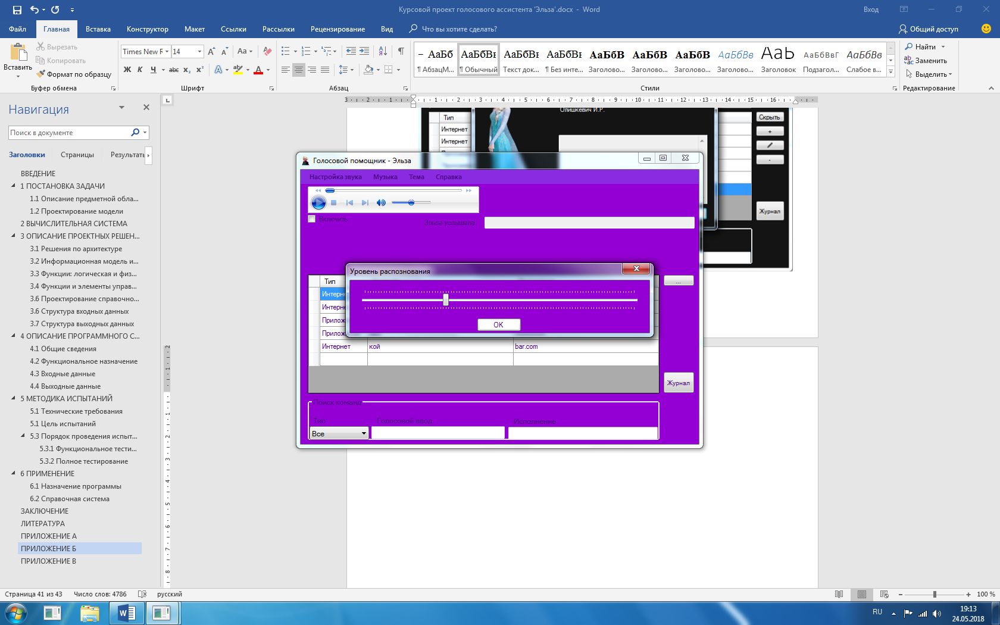 Курсовой проект голосового ассистента 'Эльза'.docx - Word
Вход
Файл Главная Вставка Конструктор Макет Ссылки Рассылки Рецензирование Вид Что вы хотите сделать? Общий доступ
Вставить
Вырезать
Копировать
Формат по образцу
Буфер обмена
Times New R 14
Шрифт
Абзац
АаБб АаБбВв АаБбВв АаБбВв АаБбВ АаБбВ АаБбВ АаБбВв АаЬ АаБбВвГ АаБбВв
¶ АбзацМ... ¶ Обычный Текст док... ¶ Без инте... Заголово... Заголово... Заголово... Заголово... Заголовок Подзагол... Слабое в...
Стили
Найти
Заменить
Выделить
Редактирование
Навигация
Поиск в документе
Заголовки Страницы Результать
ВВЕДЕНИЕ
1 ПОСТАНОВКА ЗАДАЧИ
1.1 Описание предметной обла...
1.2 Проектирование модели
2 ВЫЧИСЛИТЕЛЬНАЯ СИСТЕМА
3 ОПИСАНИЕ ПРОЕКТНЫХ РЕШЕН...
3.1 Решения по архитектуре
3.2 Информационная модель и...
3.3 Функции: логическая и физ...
3.4 Функции и элементы управ...
3.6 Проектирование справочно...
3.6 Структура входных данных
3.7 Структура выходных данных
4 ОПИСАНИЕ ПРОГРАММНОГО С...
4.1 Общие сведения
4.2 Функциональное назначение
4.3 Входные данные
4.4 Выходные данные
5 МЕТОДИКА ИСПЫТАНИЙ
5.1 Технические требования
5.1 Цель испытаний
5.3 Порядок проведения испыт...
5.3.1 Функциональное тести...
5.3.2 Полное тестирование
6 ПРИМЕНЕНИЕ
6.1 Назначение программы
6.2 Справочная система
ЗАКЛЮЧЕНИЕ
ЛИТЕРАТУРА
ПРИЛОЖЕНИЕ А
ПРИЛОЖЕНИЕ Б
ПРИЛОЖЕНИЕ В
Олишкевич И.Р.
Тип
Интернет
Интернет
Скрыть
+
-
Журнал
Голосовой помощник - Эльза
Настройка звука Музыка Тема Справка
Включить
Эльза услышала:
Тип
Интерне
Интерне
Прилож
Прилож
Интернет кой bar.com
...
Журнал
Уровень распознования
OK
Поиск команд
Тип Голосовой ввод Исполнение
Все
Страница 41 из 43 Число слов: 4786 русский
100 %
RU
19:13
24.05.2018